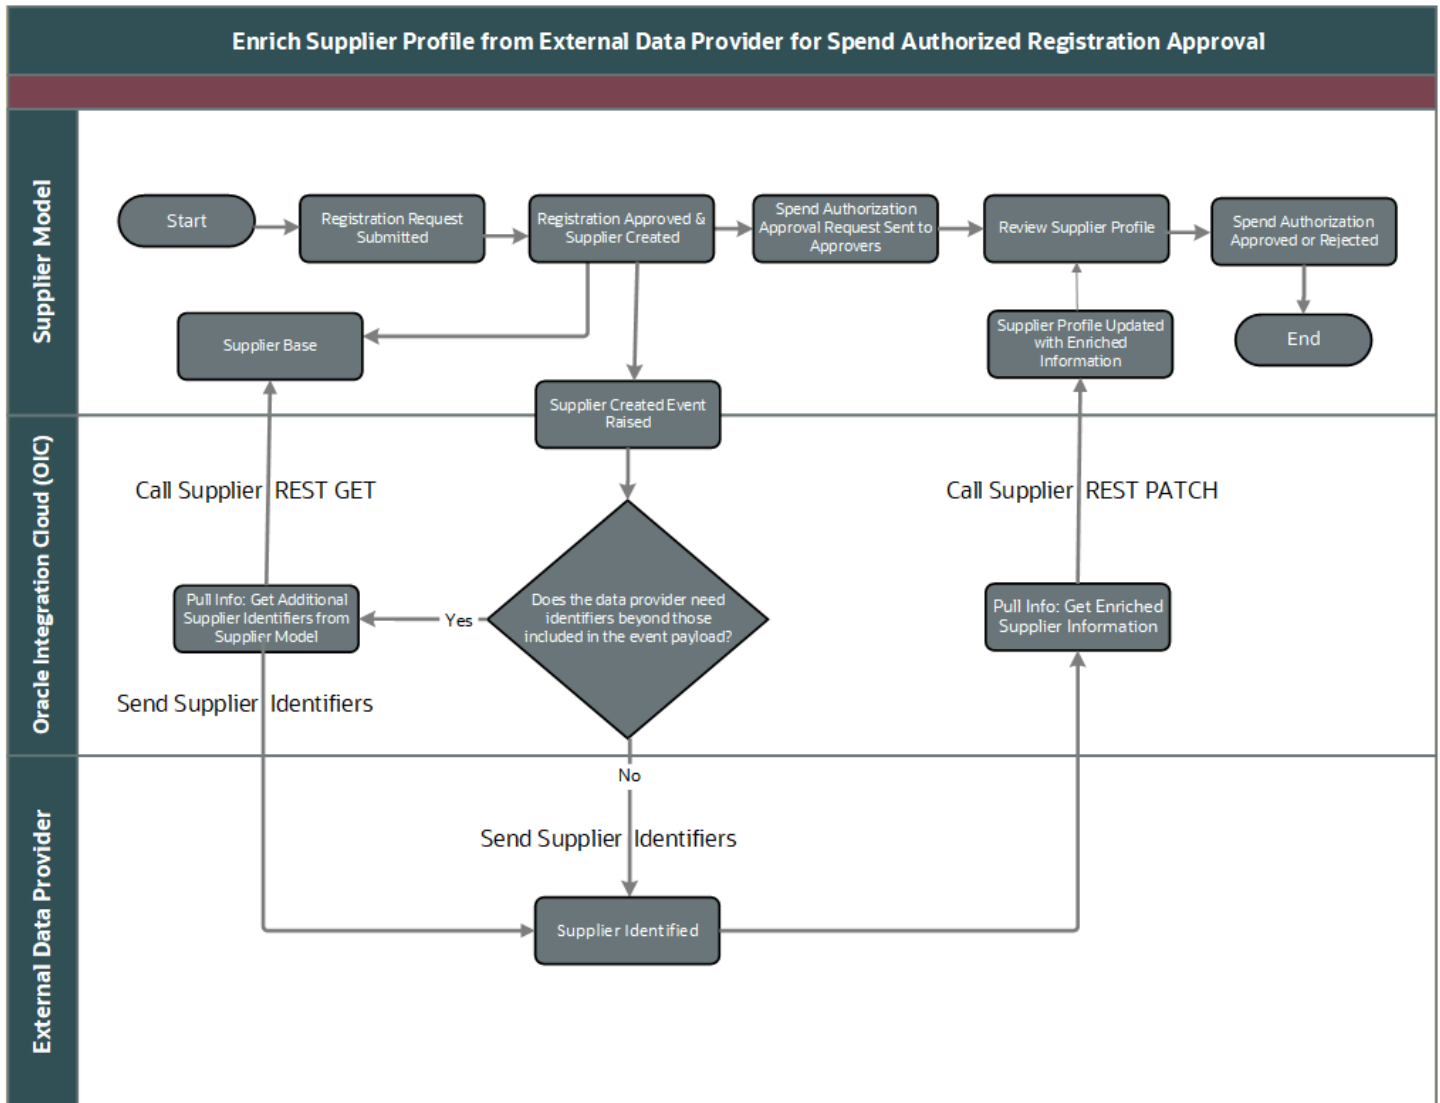 Enrich Supplier Profile from External Data Provider for Spend Authorized Registration Approval
Supplier Model
Start
Registration Request
Submitted
Registration Approved &
Supplier Created
Spend Authorization
Approval Request Sent to
Approvers
Review Supplier Profile
Spend Authorization
Approved or Rejected
Supplier Base
Supplier Profile Updated
with Enriched
Information
End
Supplier Created Event
Raised
Oracle Integration Cloud (OIC)
Call Supplier REST GET
Call Supplier REST PATCH
Pull Info: Get Additional
Supplier Identifiers from
Supplier Model
Yes
Does the data provider need
identifiers beyond those
included in the event payload?
Pull Info: Get Enriched
Supplier Information
Send Supplier Identifiers
External Data Provider
No
Send Supplier Identifiers
Supplier Identified